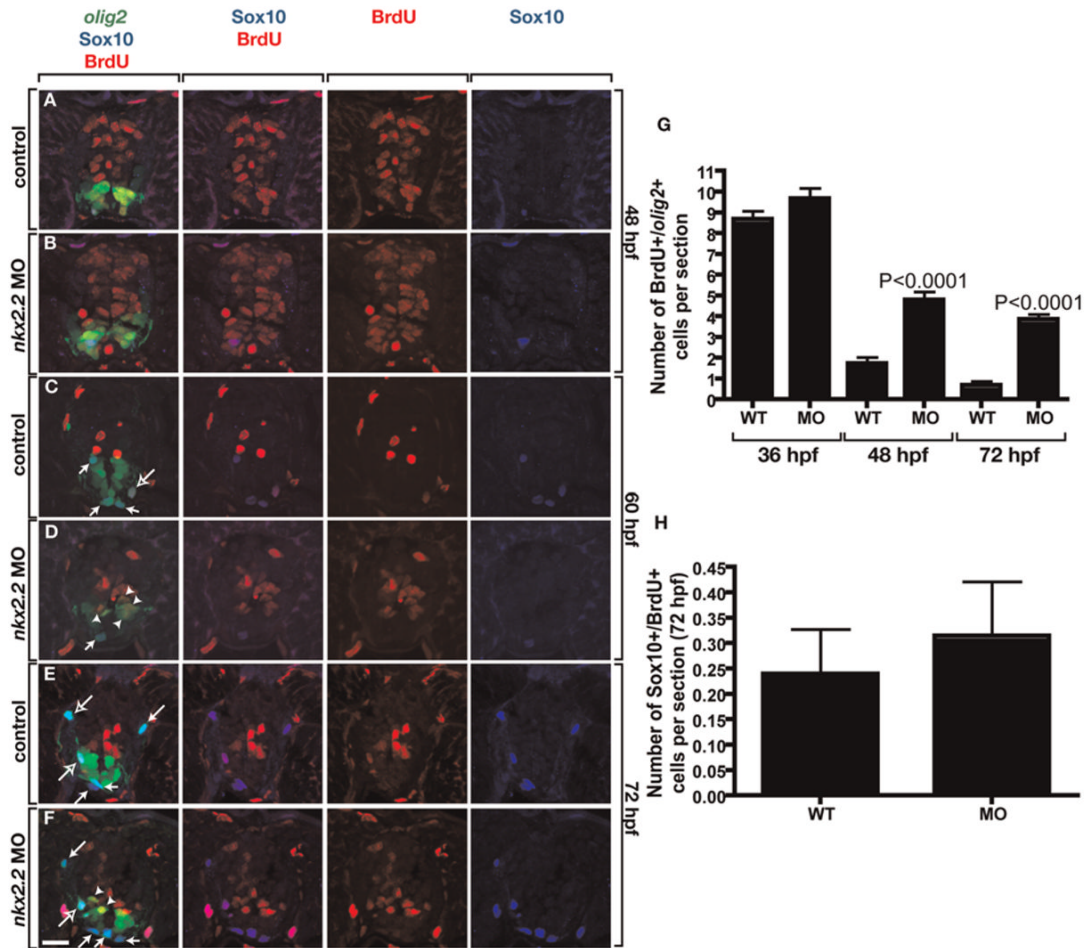 olig2
Sox10
BrdU
Sox10
BrdU
BrdU
Sox10
A
control
B
nkx2.2 MO
48 hpf
C
control
D
nkx2.2 MO
60 hpf
E
control
F
nkx2.2 MO
72 hpf
G
Number of BrdU+/olig2+
cells per section
11
10
9
8
7
6
5
4
3
2
1
0
P<0.0001
P<0.0001
WT MO WT MO WT MO
36 hpf 48 hpf 72 hpf
H
Number of Sox10+/BrdU+
cells per section (72 hpf)
0.45
0.40
0.35
0.30
0.25
0.20
0.15
0.10
0.05
0.00
WT MO